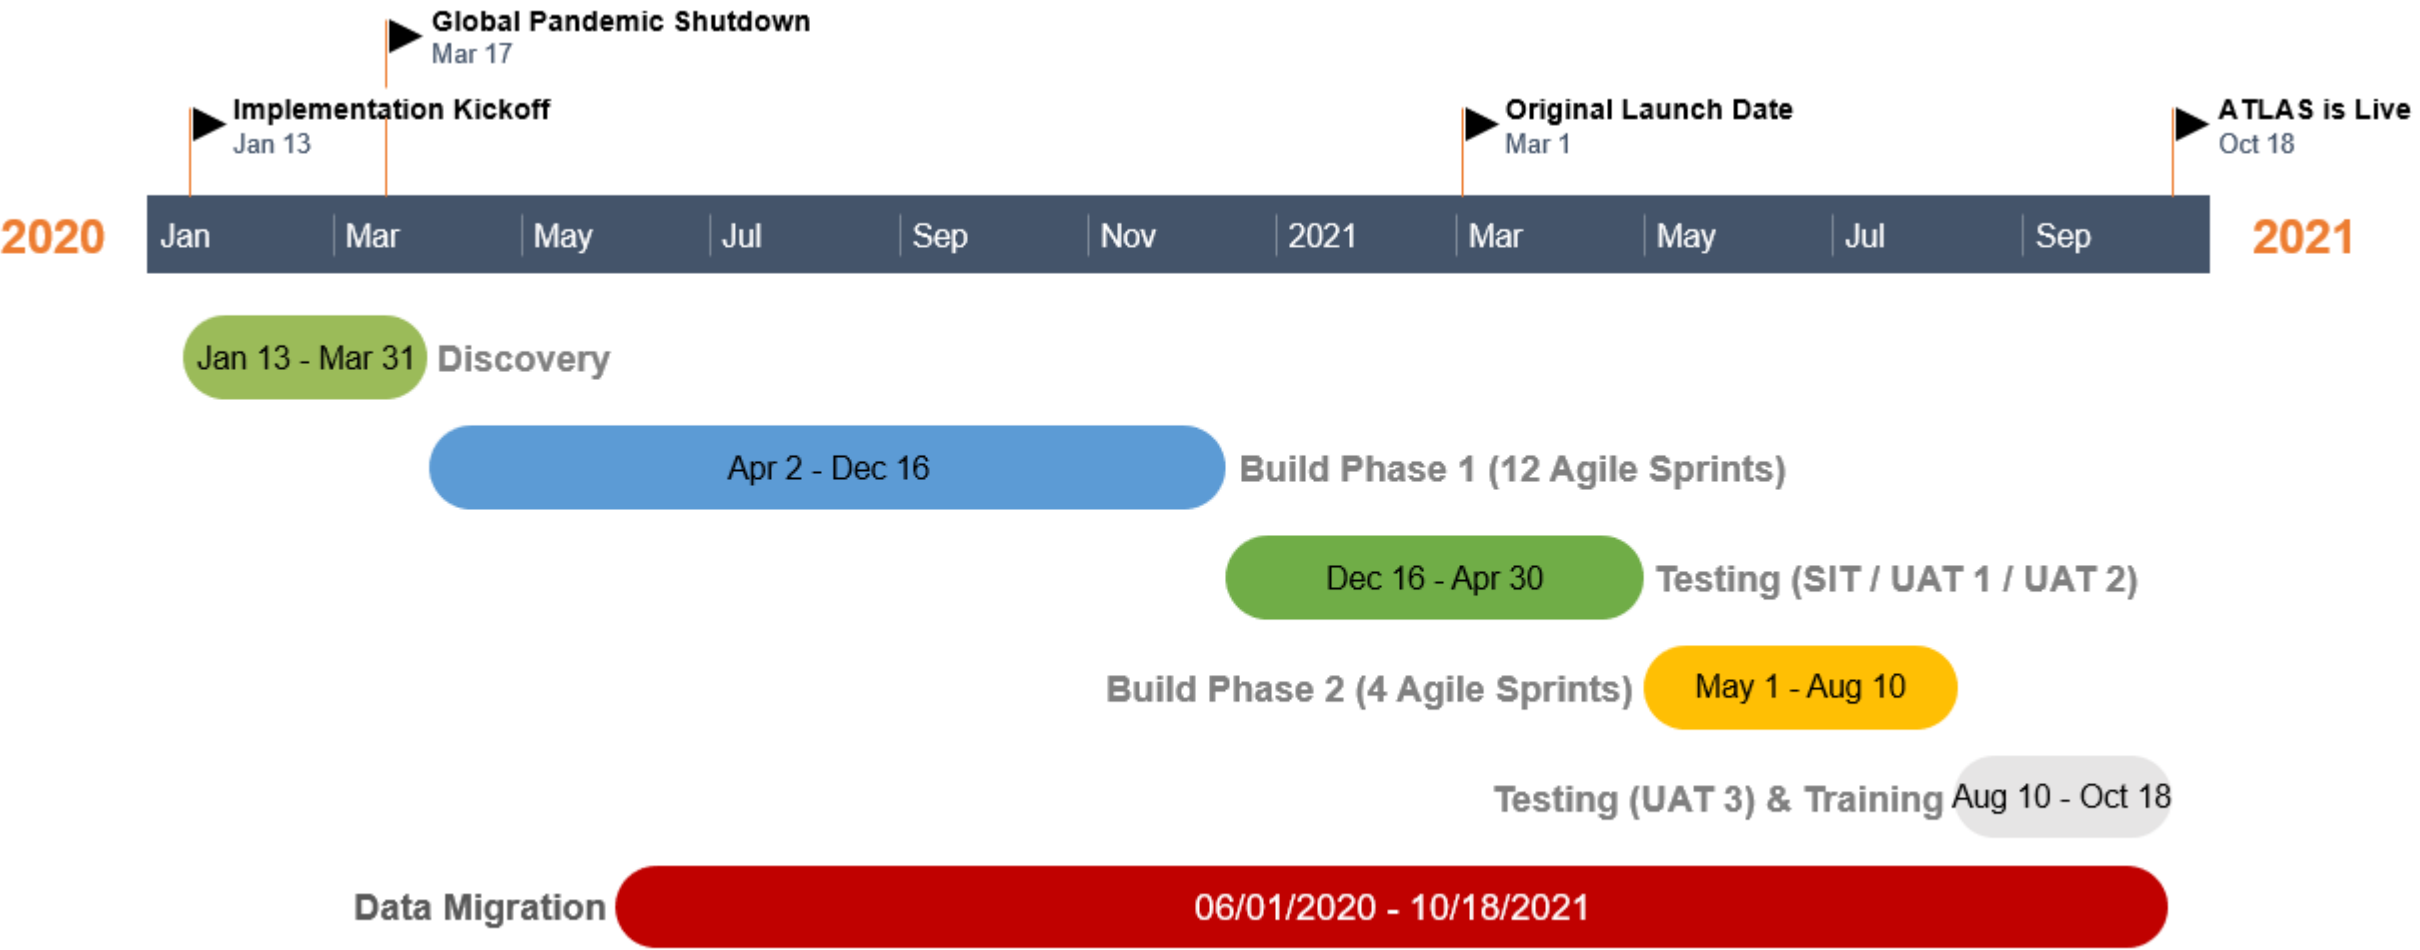 Global Pandemic Shutdown
Mar 17
Implementation Kickoff
Jan 13
Original Launch Date
Mar 1
ATLAS is Live
Oct 18
2020
Jan
Mar
May
Jul
Sep
Nov
2021
Mar
May
Jul
Sep
2021
Jan 13 - Mar 31
Discovery
Apr 2 - Dec 16
Build Phase 1 (12 Agile Sprints)
Dec 16 - Apr 30
Testing (SIT / UAT 1 / UAT 2)
Build Phase 2 (4 Agile Sprints)
May 1 - Aug 10
Testing (UAT 3) & Training
Aug 10 - Oct 18
Data Migration
06/01/2020 - 10/18/2021